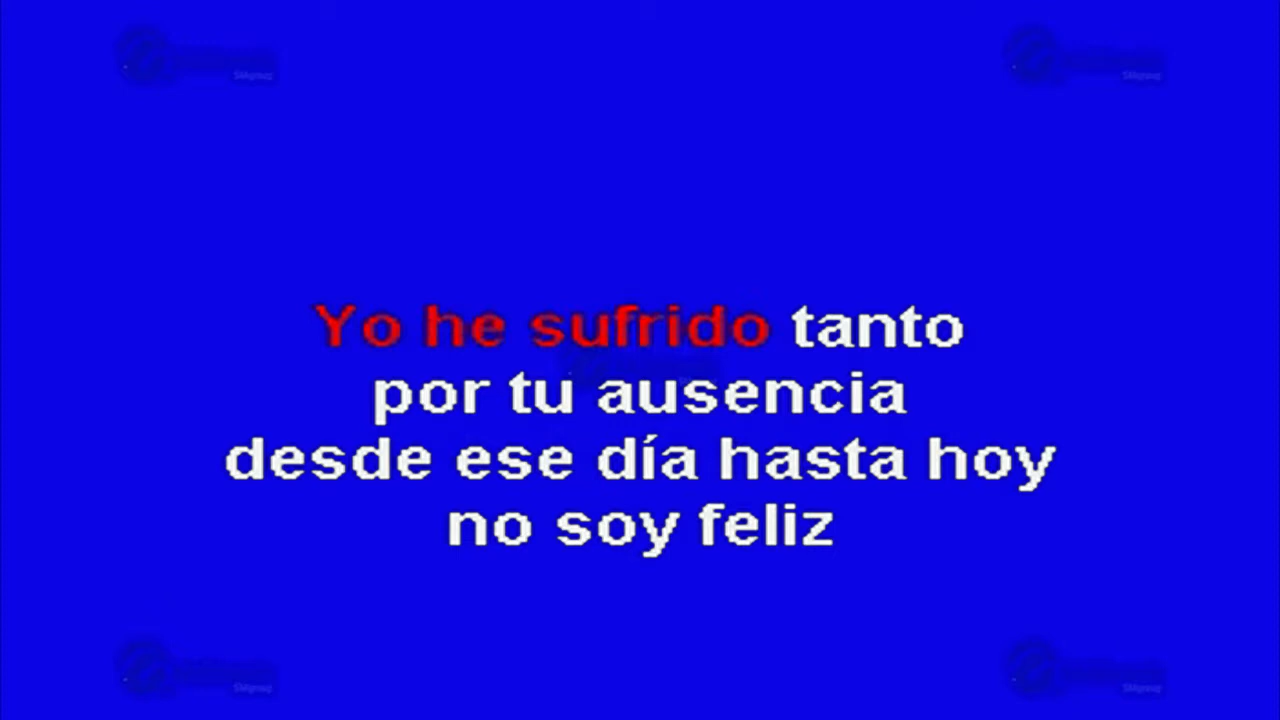 Yo he sufrido tanto
por tu ausencia
desde ese día hasta hoy
no soy feliz